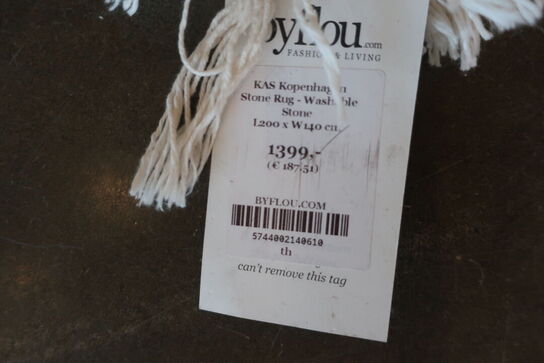 byflou.com
FASHION & LIVING
KAS Kopenhagen
Stone Rug - Washable
Stone
L200 x W140 cm.
1399,-
(€ 187,51)
BYFLOU.COM
5744002140610
th
can't remove this tag